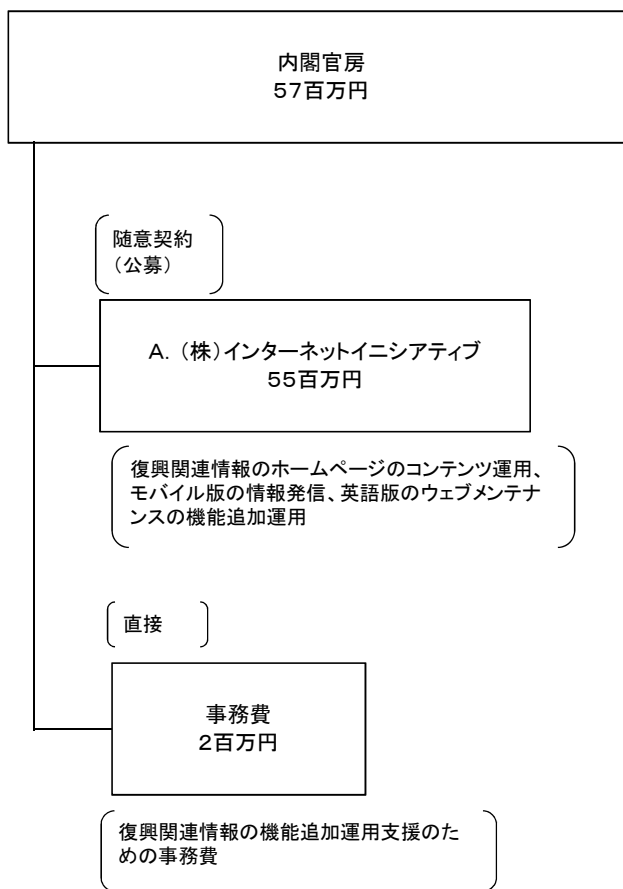 内閣官房
57百万円
随意契約
（公募）
A．（株）インターネットイニシアティブ
55百万円
復興関連情報のホームページのコンテンツ運用、
モバイル版の情報発信、英語版のウェブメンテナ
ンスの機能追加運用
直接
事務費
2百万円
復興関連情報の機能追加運用支援のた
めの事務費